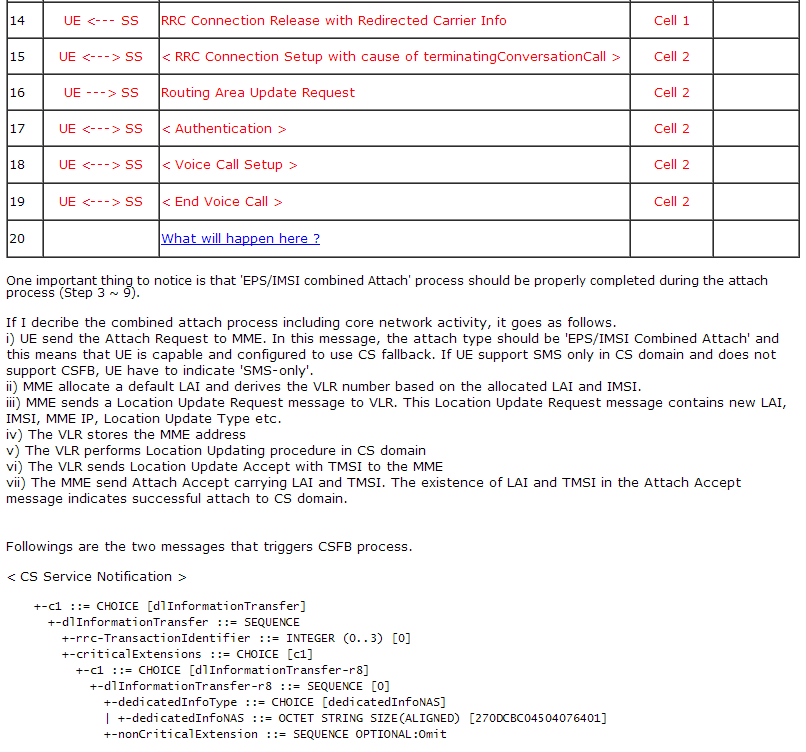 14 UE <--- SS RRC Connection Release with Redirected Carrier Info Cell 1
15 UE <---> SS < RRC Connection Setup with cause of terminatingConversationCall > Cell 2
16 UE ---> SS Routing Area Update Request Cell 2
17 UE <---> SS < Authentication > Cell 2
18 UE <---> SS < Voice Call Setup > Cell 2
19 UE <---> SS < End Voice Call > Cell 2
20 What will happen here ?
One important thing to notice is that 'EPS/IMSI combined Attach' process should be properly completed during the attach
process (Step 3 ~ 9).
If I decribe the combined attach process including core network activity, it goes as follows.
i) UE send the Attach Request to MME. In this message, the attach type should be 'EPS/IMSI Combined Attach' and
this means that UE is capable and configured to use CS fallback. If UE support SMS only in CS domain and does not
support CSFB, UE have to indicate 'SMS-only'.
ii) MME allocate a default LAI and derives the VLR number based on the allocated LAI and IMSI.
iii) MME sends a Location Update Request message to VLR. This Location Update Request message contains new LAI,
IMSI, MME IP, Location Update Type etc.
iv) The VLR stores the MME address
v) The VLR performs Location Updating procedure in CS domain
vi) The VLR sends Location Update Accept with TMSI to the MME
vii) The MME send Attach Accept carrying LAI and TMSI. The existence of LAI and TMSI in the Attach Accept
message indicates successful attach to CS domain.
Followings are the two messages that triggers CSFB process.
< CS Service Notification >
+-c1 ::= CHOICE [dlInformationTransfer]
+-dlInformationTransfer ::= SEQUENCE
+-rrc-TransactionIdentifier ::= INTEGER (0..3) [0]
+-criticalExtensions ::= CHOICE [c1]
+-c1 ::= CHOICE [dlInformationTransfer-r8]
+-dlInformationTransfer-r8 ::= SEQUENCE [0]
+-dedicatedInfoType ::= CHOICE [dedicatedInfoNAS]
| +-dedicatedInfoNAS ::= OCTET STRING SIZE(ALIGNED) [270DCBC04504076401]
+-nonCriticalExtension ::= SEQUENCE OPTIONAL:Omit